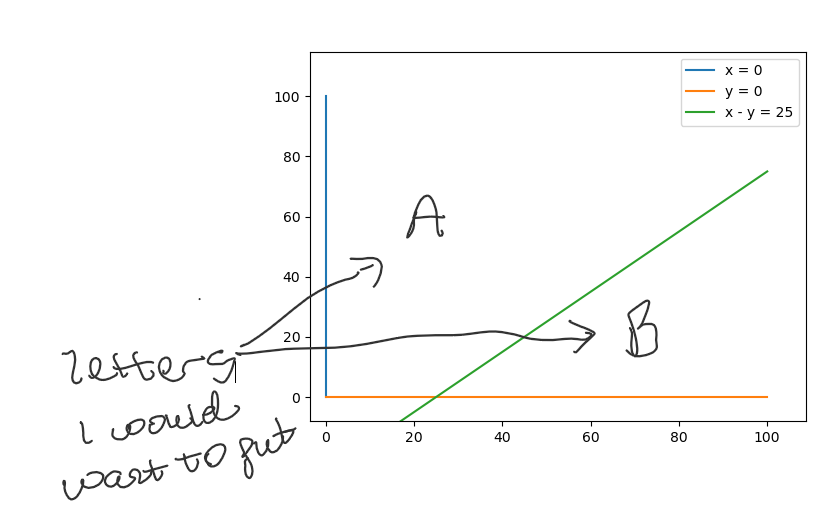 x = 0
y = 0
x - y = 25
100
80
60
40
20
0
0 20 40 60 80 100
A
B
letters
I would
want to put